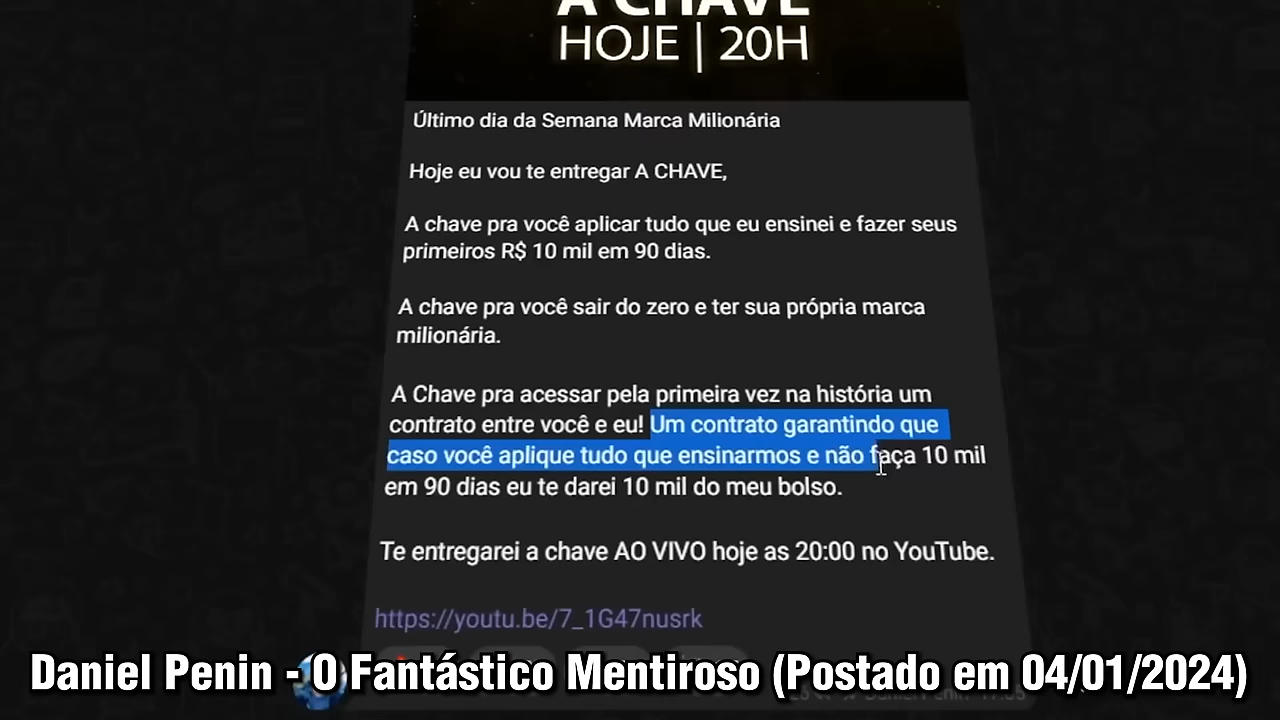 A CHAVE
HOJE | 20H
Último dia da Semana Marca Milionária
Hoje eu vou te entregar A CHAVE,
A chave pra você aplicar tudo que eu ensinei e fazer seus
primeiros R$ 10 mil em 90 dias.
A chave pra você sair do zero e ter sua própria marca
milionária.
A Chave pra acessar pela primeira vez na história um
contrato entre você e eu! Um contrato garantindo que
caso você aplique tudo que ensinarmos e não faça 10 mil
em 90 dias eu te darei 10 mil do meu bolso.
Te entregarei a chave AO VIVO hoje as 20:00 no YouTube.
https://youtu.be/7_1G47nusrk
Daniel Penin - O Fantástico Mentiroso (Postado em 04/01/2024)